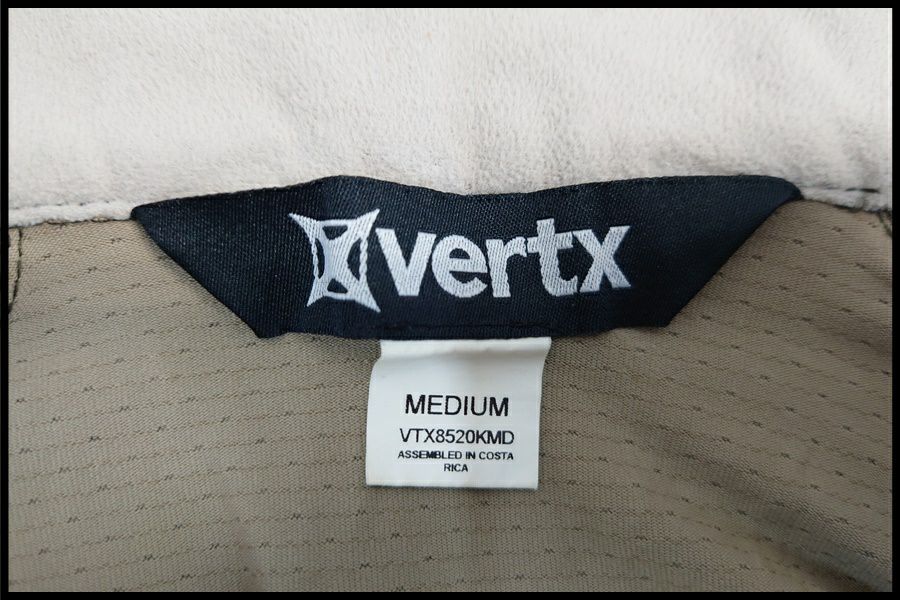 vertx
MEDIUM
VTX8520KMD
ASSEMBLED IN COSTA
RICA